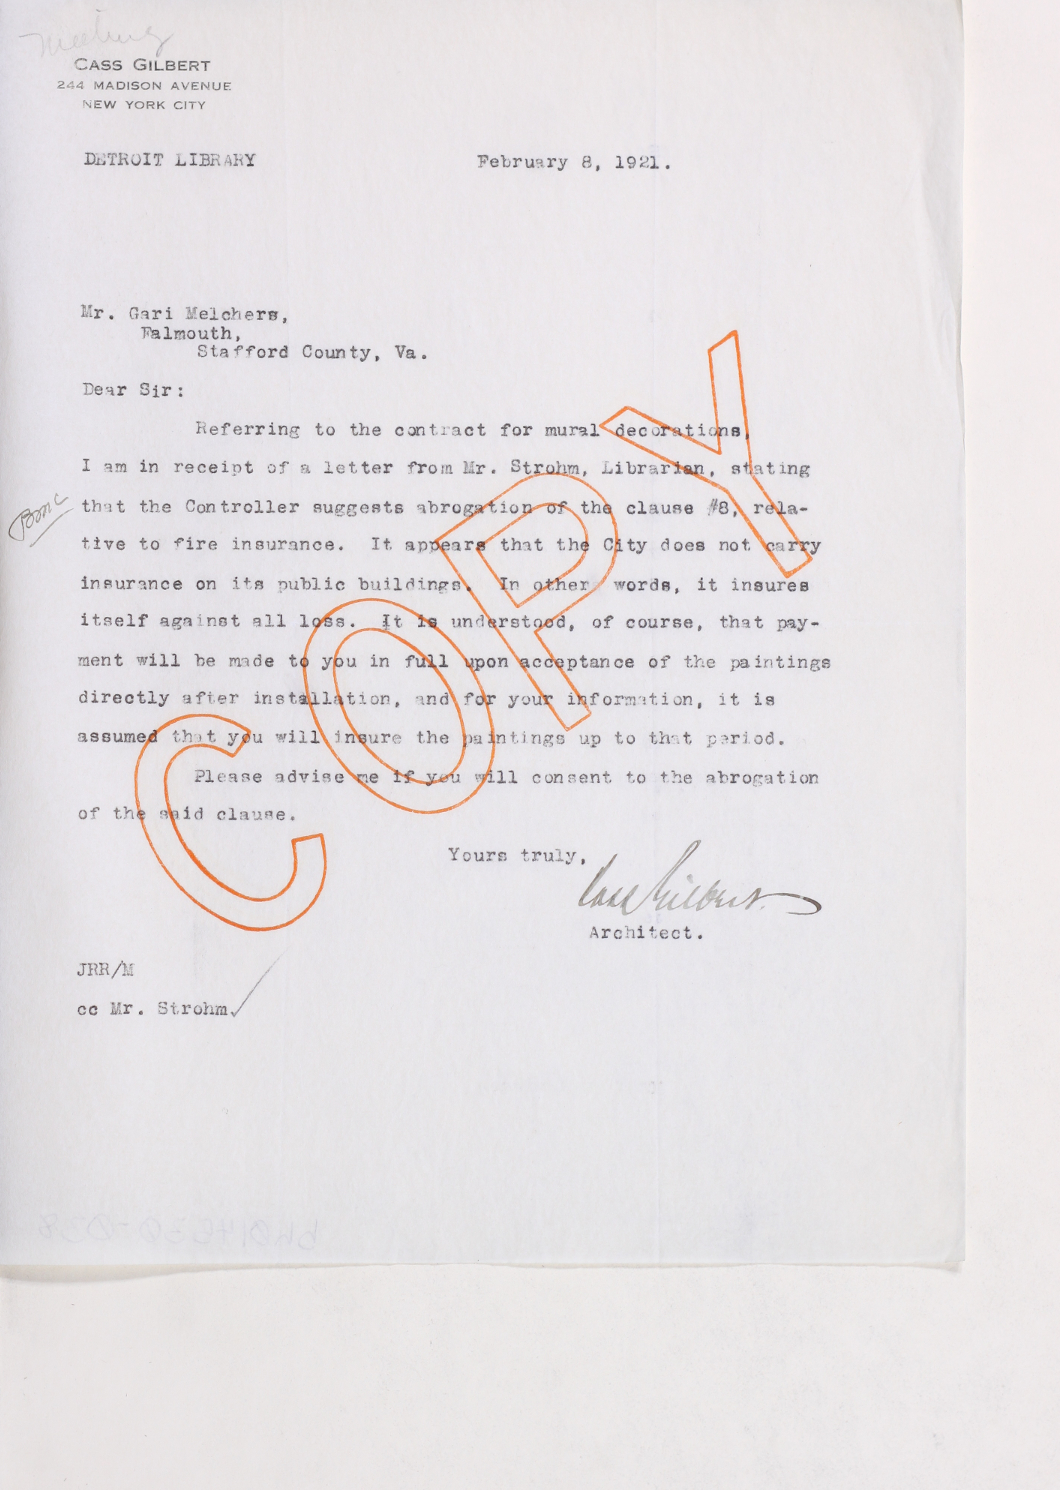 Meeting
CASS GILBERT
244 MADISON AVENUE
NEW YORK CITY
DETROIT LIBRARY February 8, 1921.
Mr. Gari Melchers,
Falmouth,
Stafford County, Va.
Dear Sir:
Referring to the contract for mural decorations,
I am in receipt of a letter from Mr. Strohm, Librarian, stating
that the Controller suggests abrogation of the clause #8, rela-
tive to fire insurance. It appears that the City does not carry
insurance on its public buildings. In other words, it insures
itself against all loss. It is understood, of course, that pay-
ment will be made to you in full upon acceptance of the paintings
directly after installation, and for your information, it is
assumed that you will insure the paintings up to that period.
Please advise me if you will consent to the abrogation
of the said clause.
Yours truly,
Cass Gilbert.
Architect.
JRR/M
cc Mr. Strohm
COPY